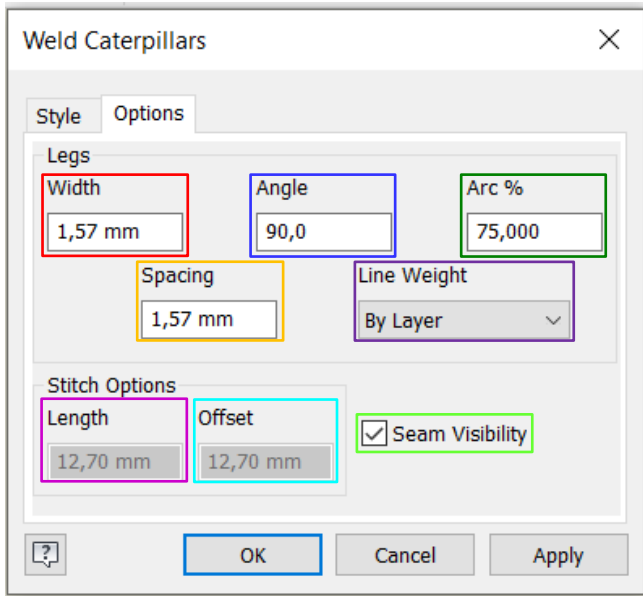 Weld Caterpillars
Style Options
Legs
Width Angle Arc %
1,57 mm 90,0 75,000
Spacing Line Weight
1,57 mm By Layer
Stitch Options
Length Offset
12,70 mm 12,70 mm
Seam Visibility
? OK Cancel Apply